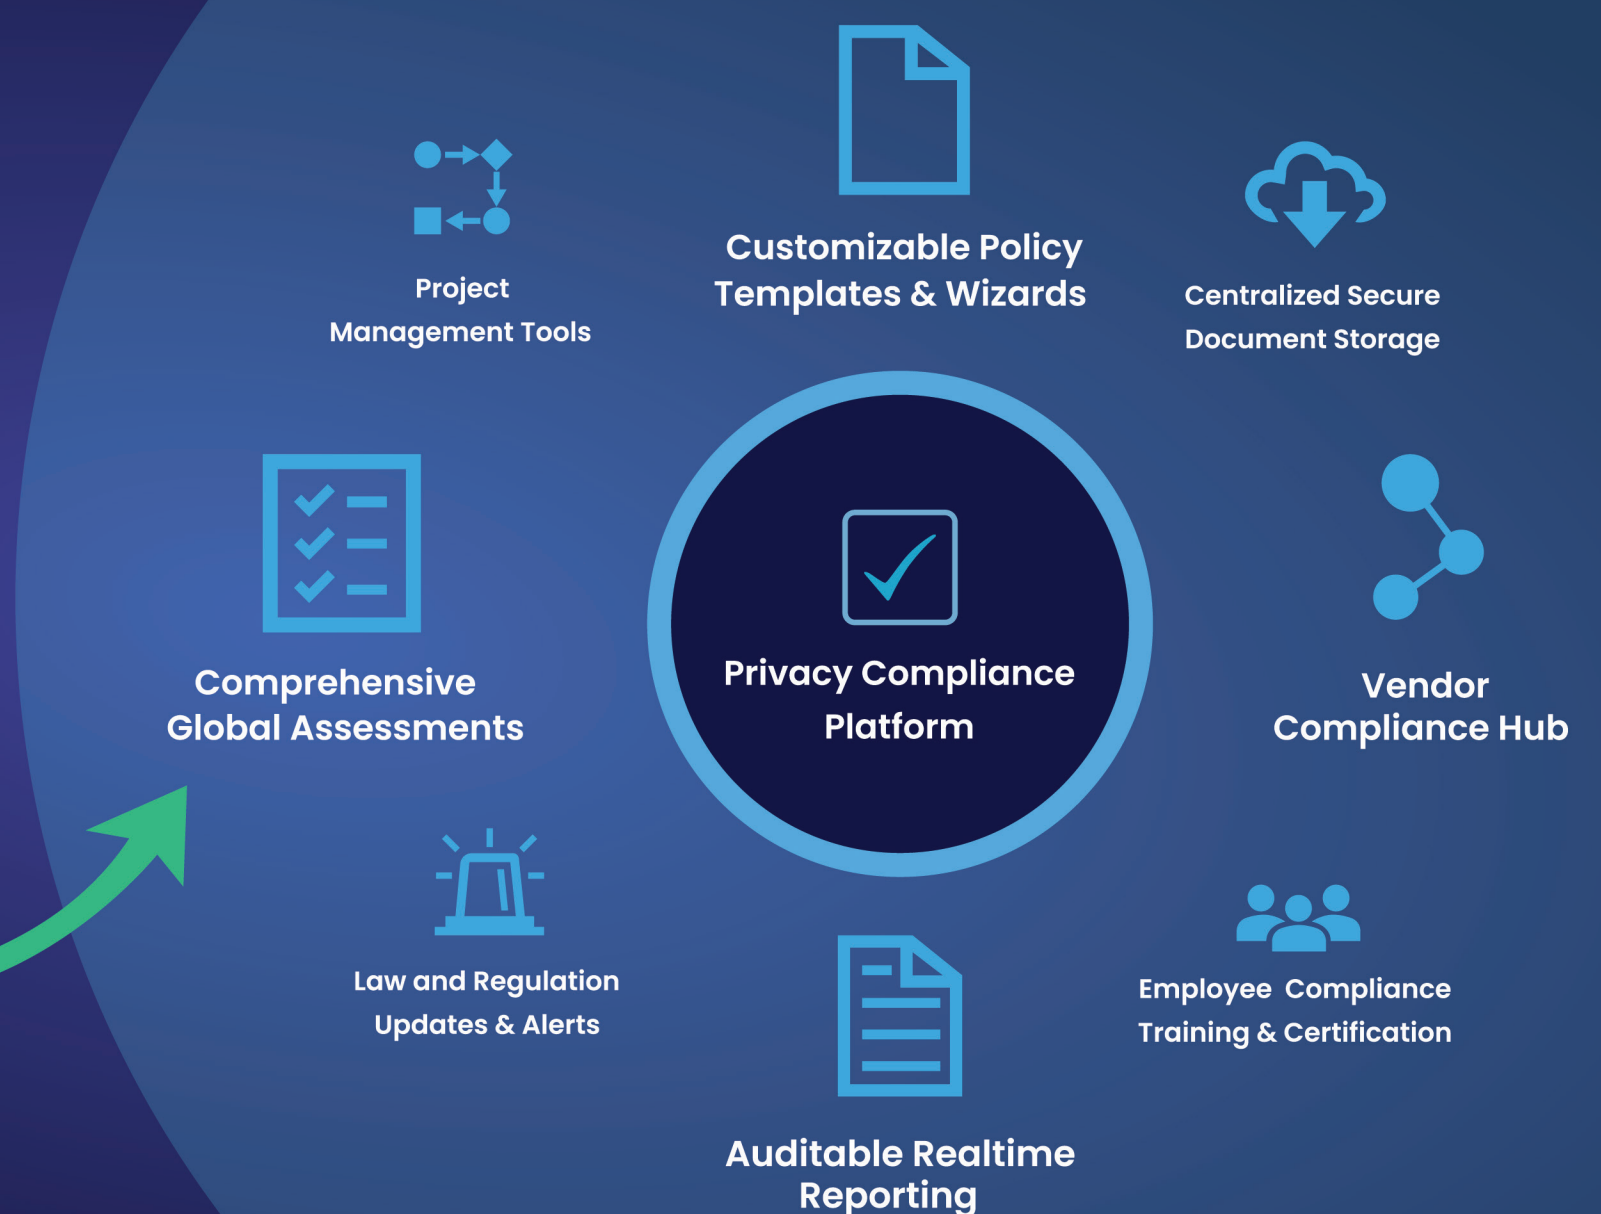 Customizable Policy
Templates & Wizards
Project
Management Tools
Centralized Secure
Document Storage
Comprehensive
Global Assessments
Privacy Compliance
Platform
Vendor
Compliance Hub
Law and Regulation
Updates & Alerts
Employee Compliance
Training & Certification
Auditable Realtime
Reporting